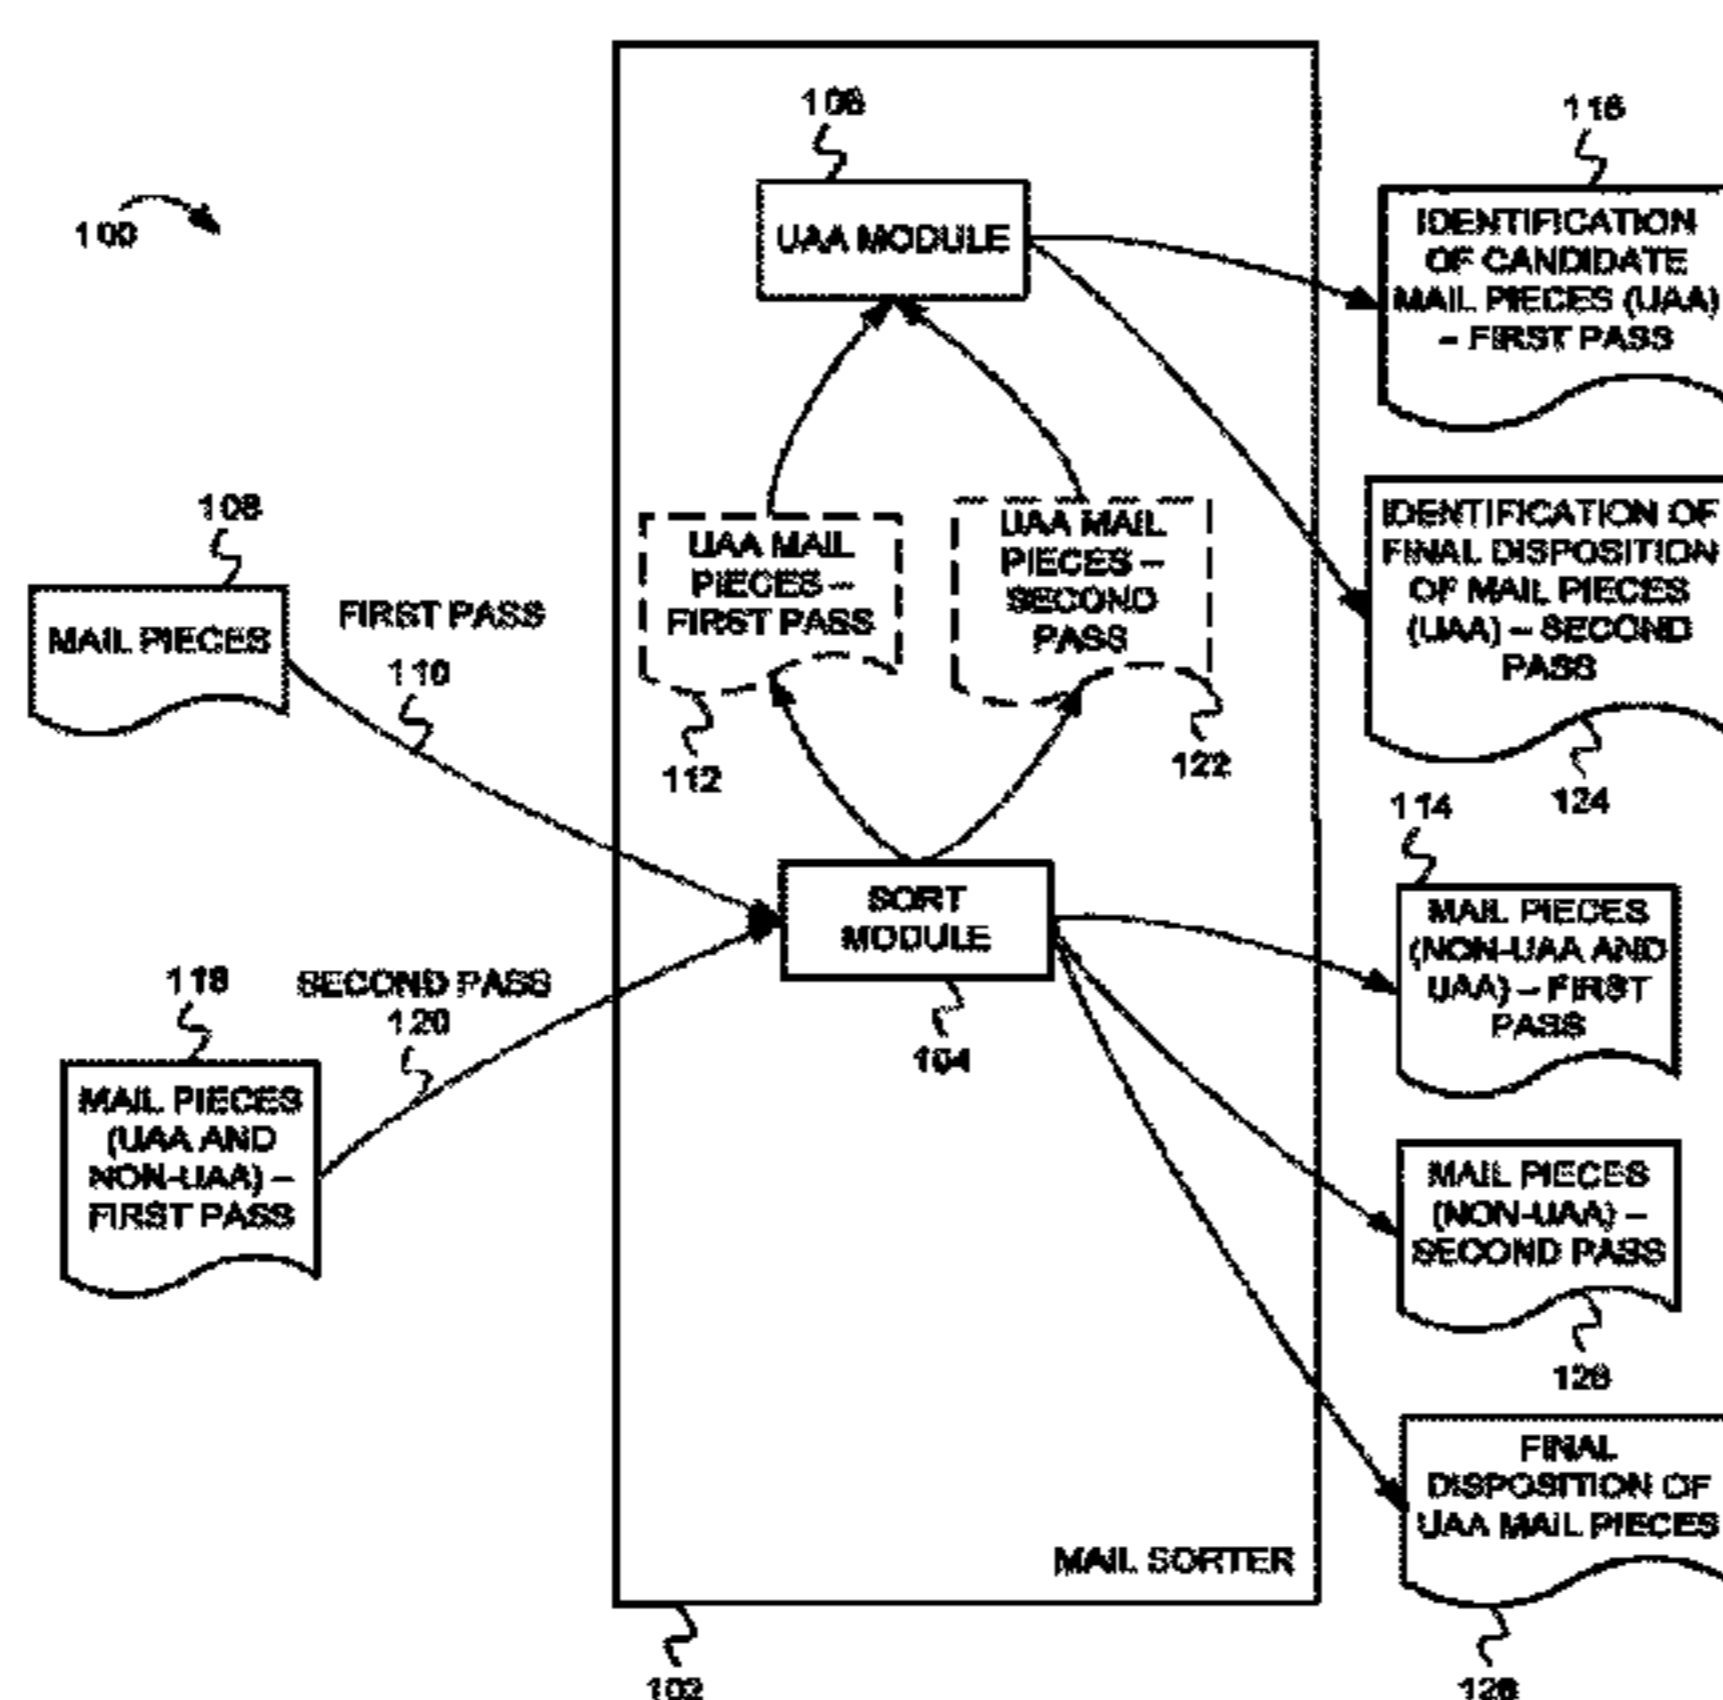 100
106
UAA MODULE
116
IDENTIFICATION
OF CANDIDATE
MAIL PIECES (UAA)
– FIRST PASS
108
MAIL PIECES
FIRST PASS
110
UAA MAIL
PIECES –
FIRST PASS
112
UAA MAIL
PIECES –
SECOND
PASS
122
IDENTIFICATION OF
FINAL DISPOSITION
OF MAIL PIECES
(UAA) – SECOND
PASS
124
118
MAIL PIECES
(UAA AND
NON-UAA) –
FIRST PASS
SECOND PASS
120
SORT
MODULE
104
114
MAIL PIECES
(NON-UAA AND
UAA) – FIRST
PASS
MAIL PIECES
(NON-UAA) –
SECOND PASS
FINAL
DISPOSITION OF
UAA MAIL PIECES
MAIL SORTER
102